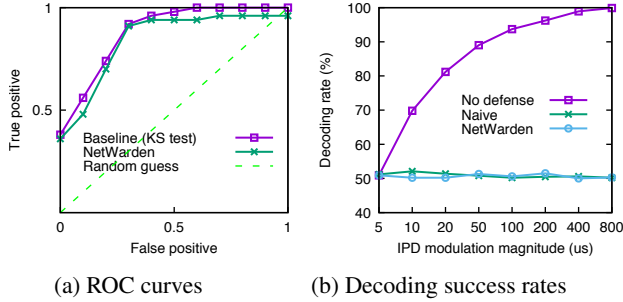 1
0.5
0
0.5
1
True positive
False positive
Baseline (KS test)
NetWarden
Random guess
(a) ROC curves
100
90
80
70
60
50
40
5
10
20
50
100
200
400
800
Decoding rate (%)
IPD modulation magnitude (us)
No defense
Naive
NetWarden
(b) Decoding success rates